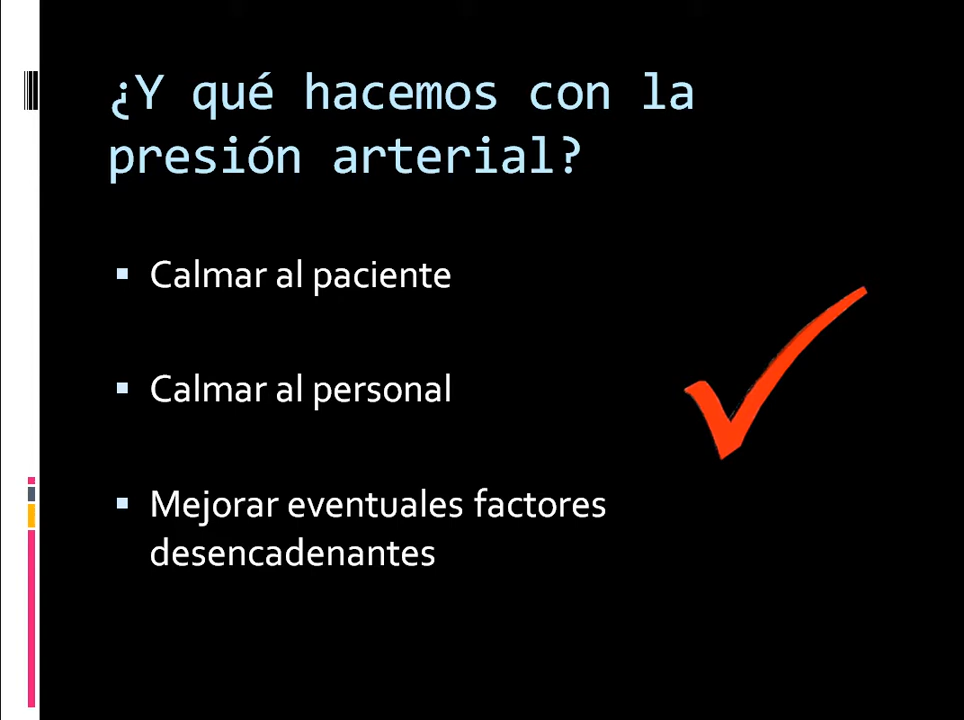 ¿Y qué hacemos con la
presión arterial?
Calmar al paciente
Calmar al personal
Mejorar eventuales factores
desencadenantes